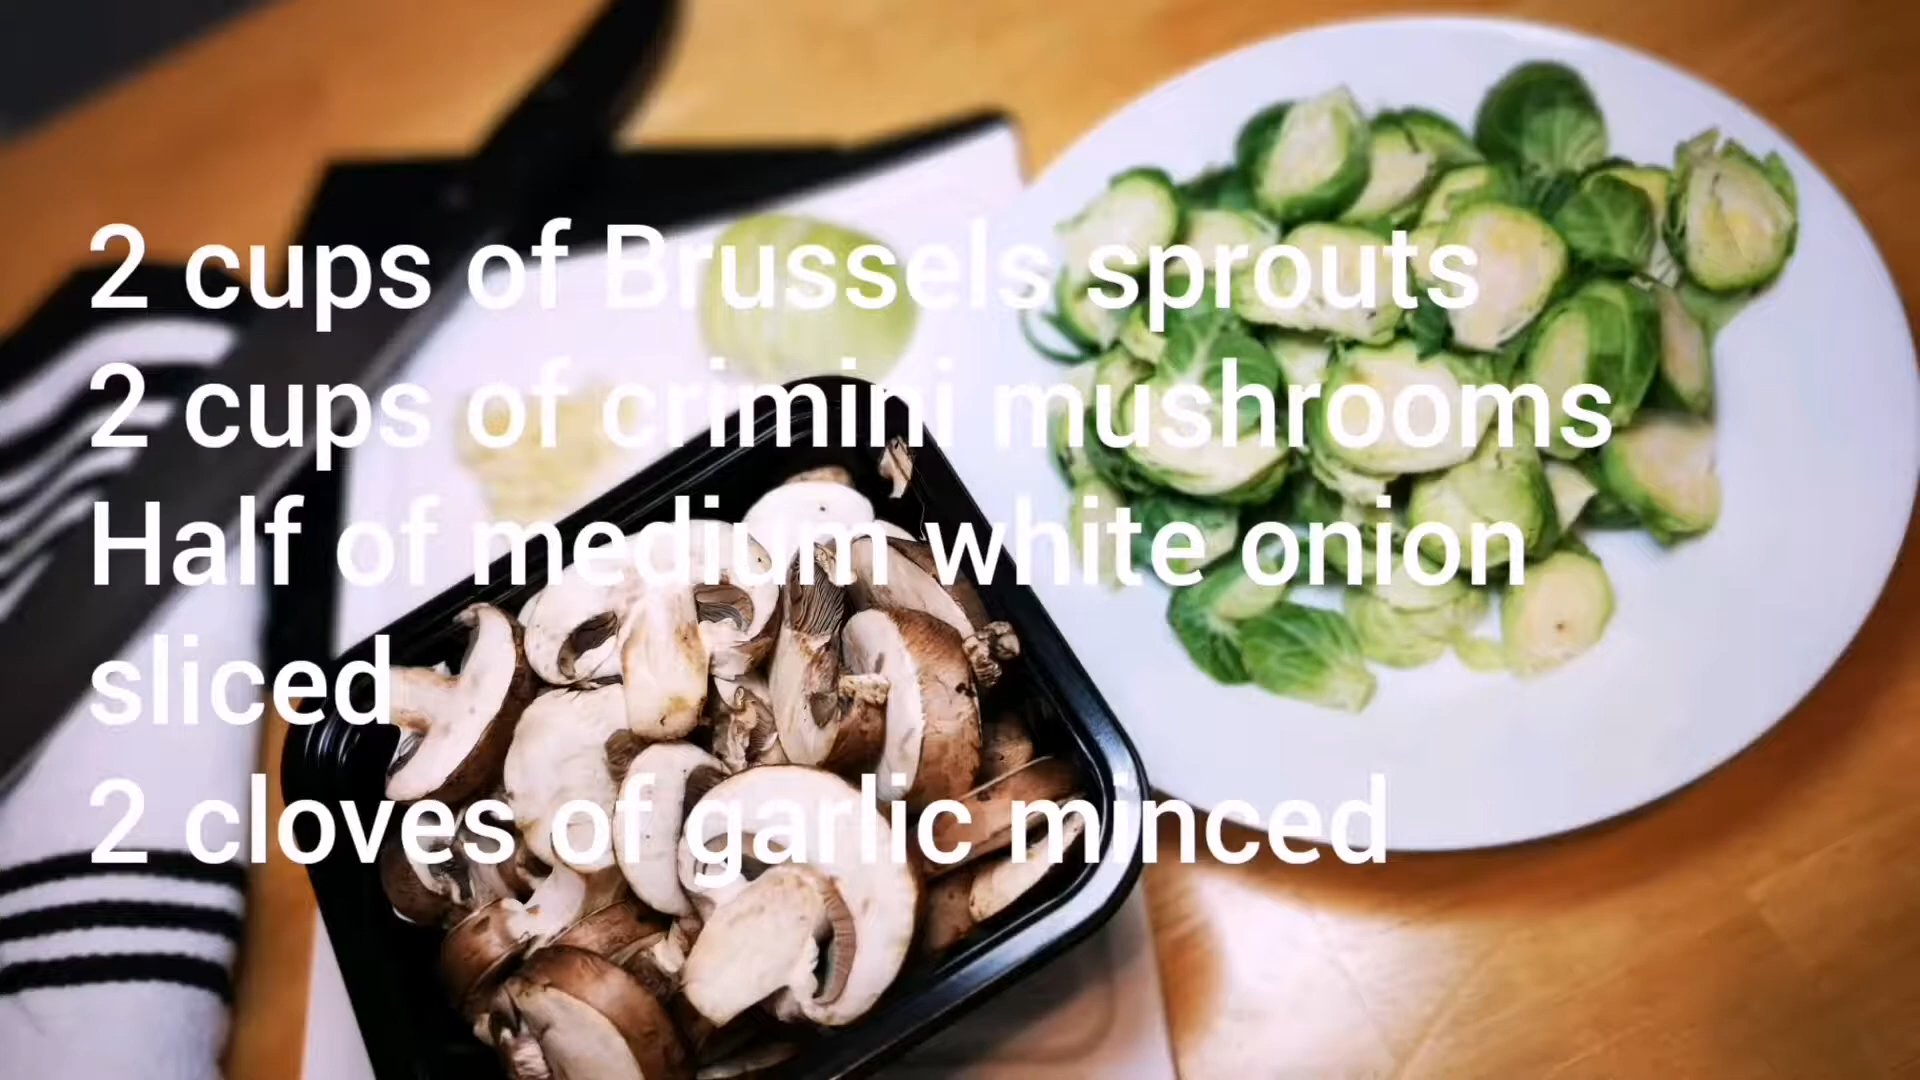 2 cups of Brussels sprouts
2 cups of crimini mushrooms
Half of medium white onion
sliced
2 cloves of garlic minced